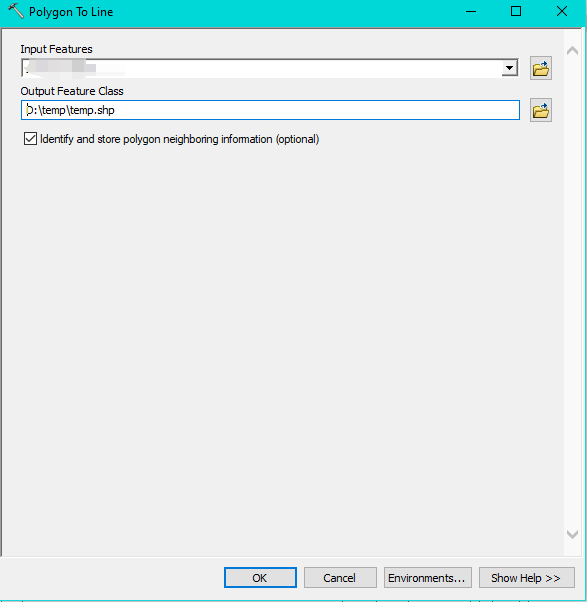 Polygon To Line
Input Features
Output Feature Class
D:\temp\temp.shp
Identify and store polygon neighboring information (optional)
OK
Cancel
Environments...
Show Help >>